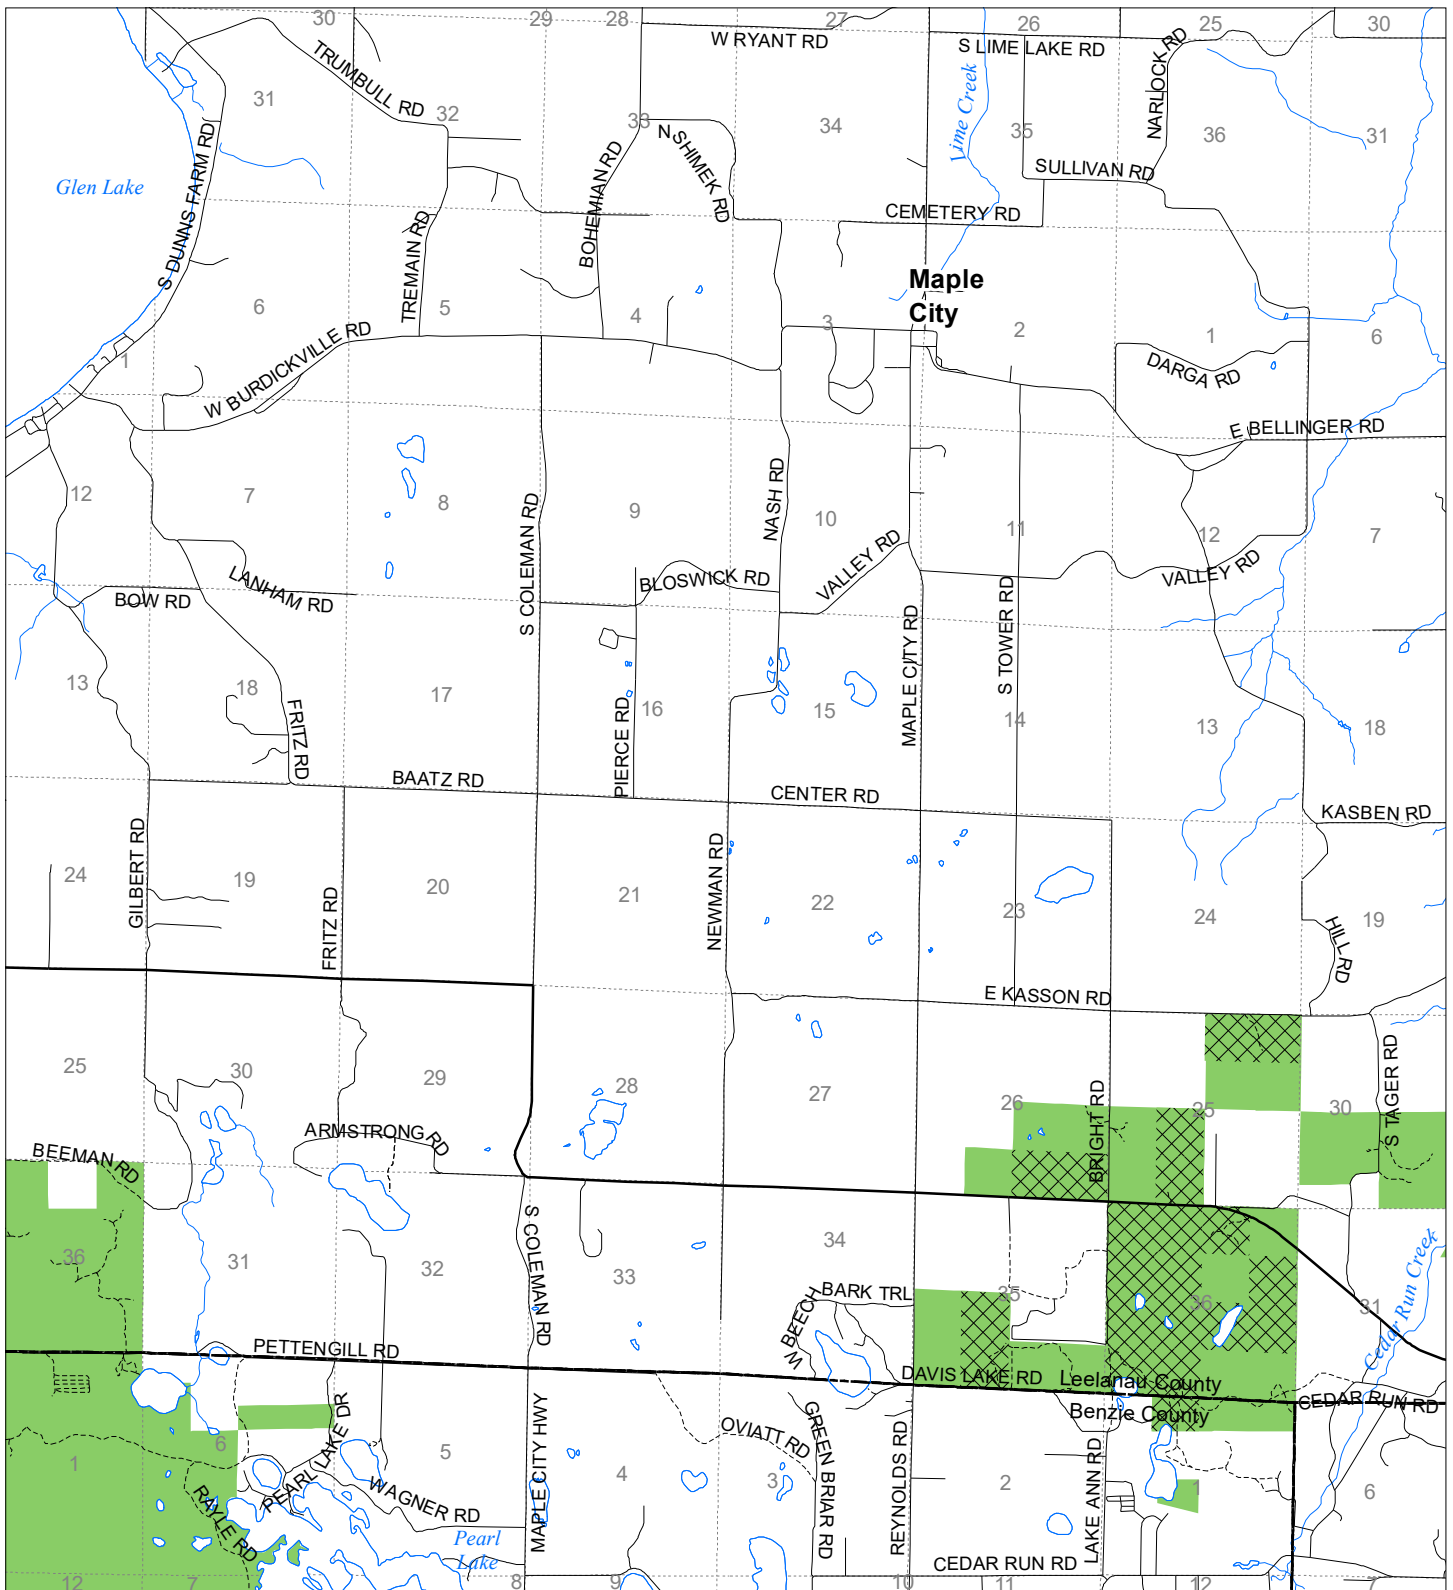 30
29
28
27
26
25
30
W RYANT RD
S LIME LAKE RD
NARLOCK RD
TRUMBULL RD
31
32
33
34
35
36
31
Lime Creek
N SHIMEK RD
SULLIVAN RD
Glen Lake
S DUNNS FARM RD
BOHEMIAN RD
CEMETERY RD
TREMAIN RD
Maple
City
6
5
4
3
2
1
6
1
W BURDICKVILLE RD
DARGA RD
E BELLINGER RD
12
7
8
9
10
11
12
7
S COLEMAN RD
NASH RD
VALLEY RD
VALLEY RD
LANHAM RD
BLOSWICK RD
BOW RD
MAPLE CITY RD
S TOWER RD
13
18
17
16
15
14
13
18
FRITZ RD
PIERCE RD
BAATZ RD
CENTER RD
KASBEN RD
GILBERT RD
NEWMAN RD
24
19
20
21
22
23
24
19
FRITZ RD
HILL RD
E KASSON RD
25
30
29
28
27
26
25
30
BRIGHT RD
S TAGER RD
ARMSTRONG RD
BEEMAN RD
36
31
32
33
34
35
36
31
S COLEMAN RD
Cedar Run Creek
BARK TRL
W BEECH
PETTENGILL RD
DAVIS LAKE RD
Leelanau County
Benzie County
CEDAR RUN RD
PEARL LAKE DR
MAPLE CITY HWY
OVIATT RD
GREEN BRIAR RD
REYNOLDS RD
LAKE ANN RD
1
6
5
4
3
2
1
6
RAYLE RD
WAGNER RD
Pearl
Lake
CEDAR RUN RD
12
7
8
9
10
11
12